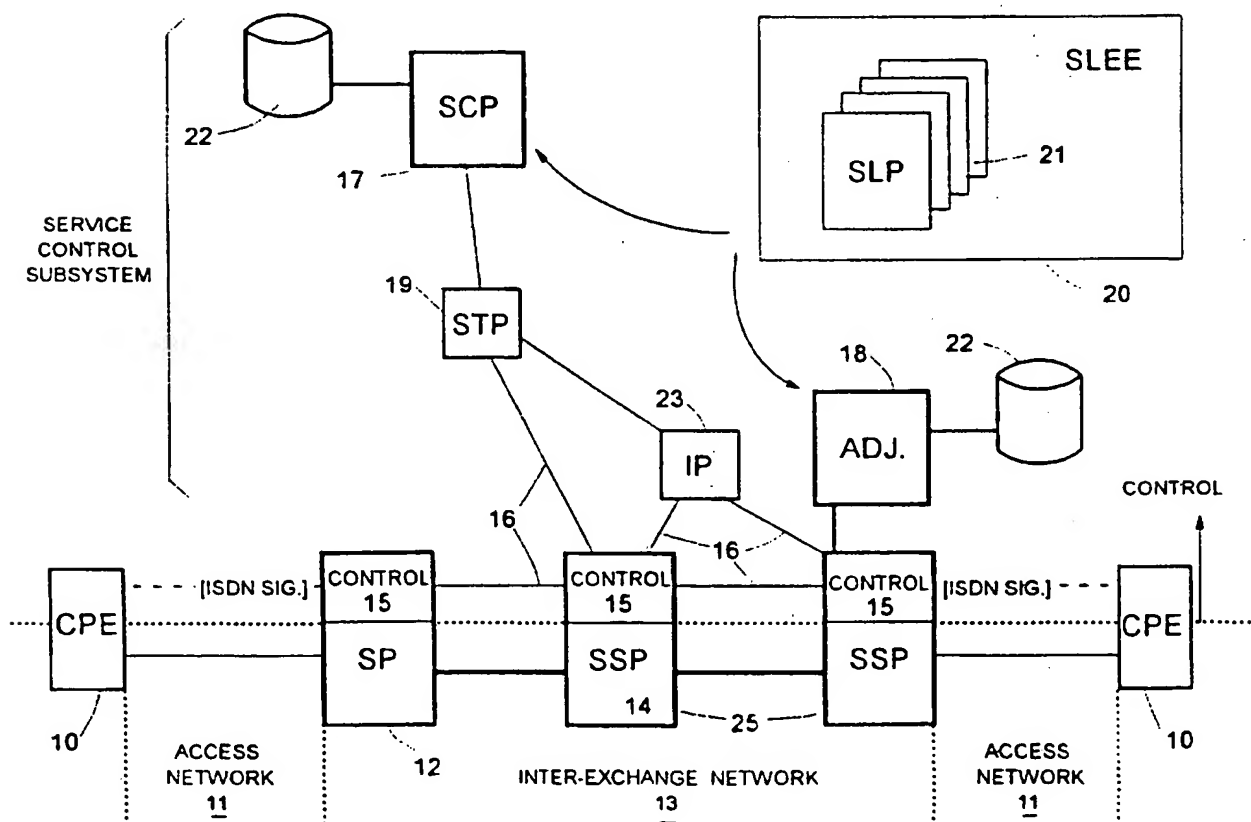 SLEE
SCP
22
21
SLP
17
SERVICE
CONTROL
SUBSYSTEM
20
19
STP
22
18
23
IP
ADJ.
CONTROL
16
16
[ISDN SIG.]
CONTROL
15
CONTROL
15
CONTROL
15
[ISDN SIG.]
CPE
CPE
SP
SSP
SSP
14
25
10
12
10
ACCESS
NETWORK
11
INTER-EXCHANGE NETWORK
13
ACCESS
NETWORK
11